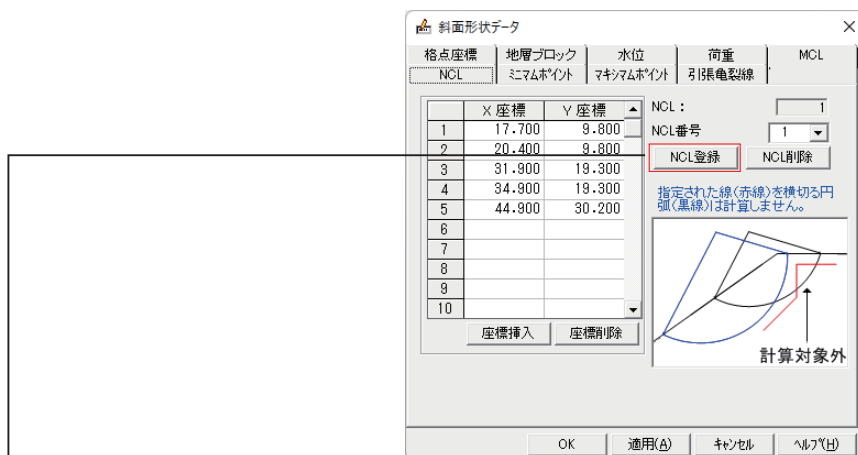 斜面形状データ
格点座標 地層ブロック 水位 荷重 MCL
NCL ミニマムポイント マキシマムポイント 引張亀裂線
X 座標 Y 座標
1 17.700 9.800
2 20.400 9.800
3 31.900 19.300
4 34.900 19.300
5 44.900 30.200
6
7
8
9
10
座標挿入 座標削除
NCL : 1
NCL番号 1
NCL登録 NCL削除
指定された線(赤線)を横切る円
弧(黒線)は計算しません。
計算対象外
OK 適用(A) キャンセル ヘルプ(H)